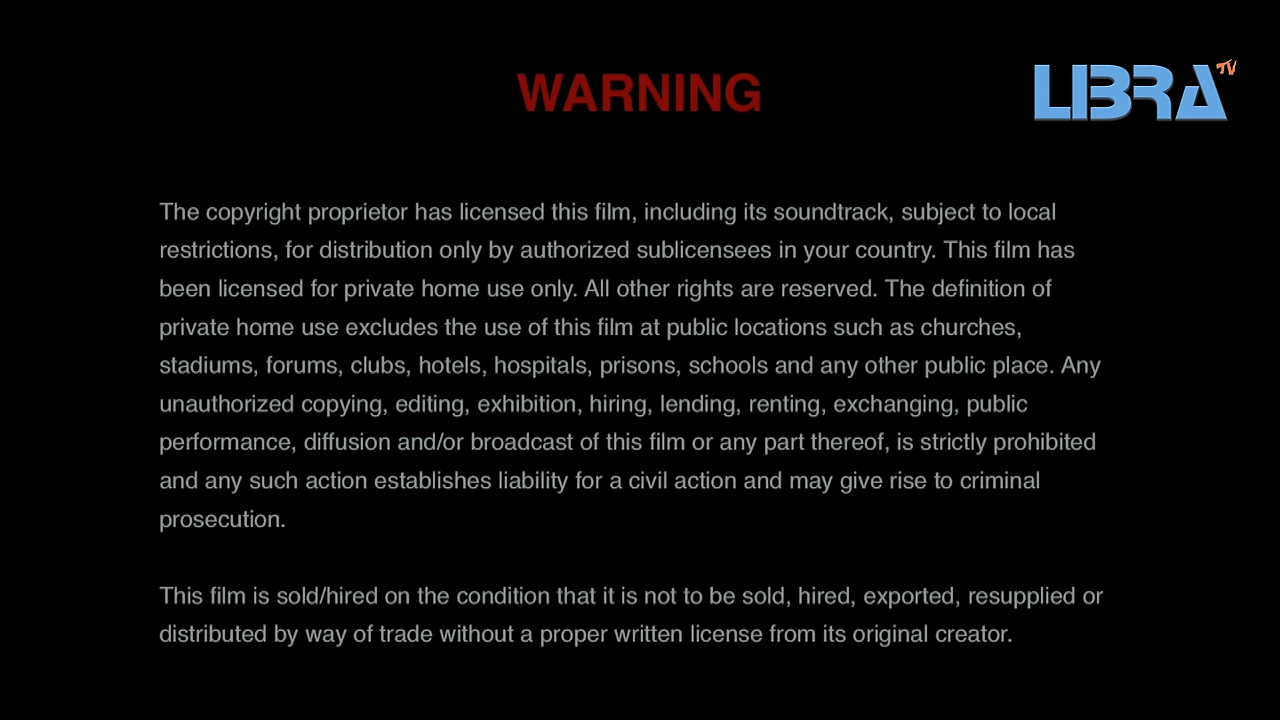 WARNING
LIBRA TV
The copyright proprietor has licensed this film, including its soundtrack, subject to local
restrictions, for distribution only by authorized sublicensees in your country. This film has
been licensed for private home use only. All other rights are reserved. The definition of
private home use excludes the use of this film at public locations such as churches,
stadiums, forums, clubs, hotels, hospitals, prisons, schools and any other public place. Any
unauthorized copying, editing, exhibition, hiring, lending, renting, exchanging, public
performance, diffusion and/or broadcast of this film or any part thereof, is strictly prohibited
and any such action establishes liability for a civil action and may give rise to criminal
prosecution.
This film is sold/hired on the condition that it is not to be sold, hired, exported, resupplied or
distributed by way of trade without a proper written license from its original creator.